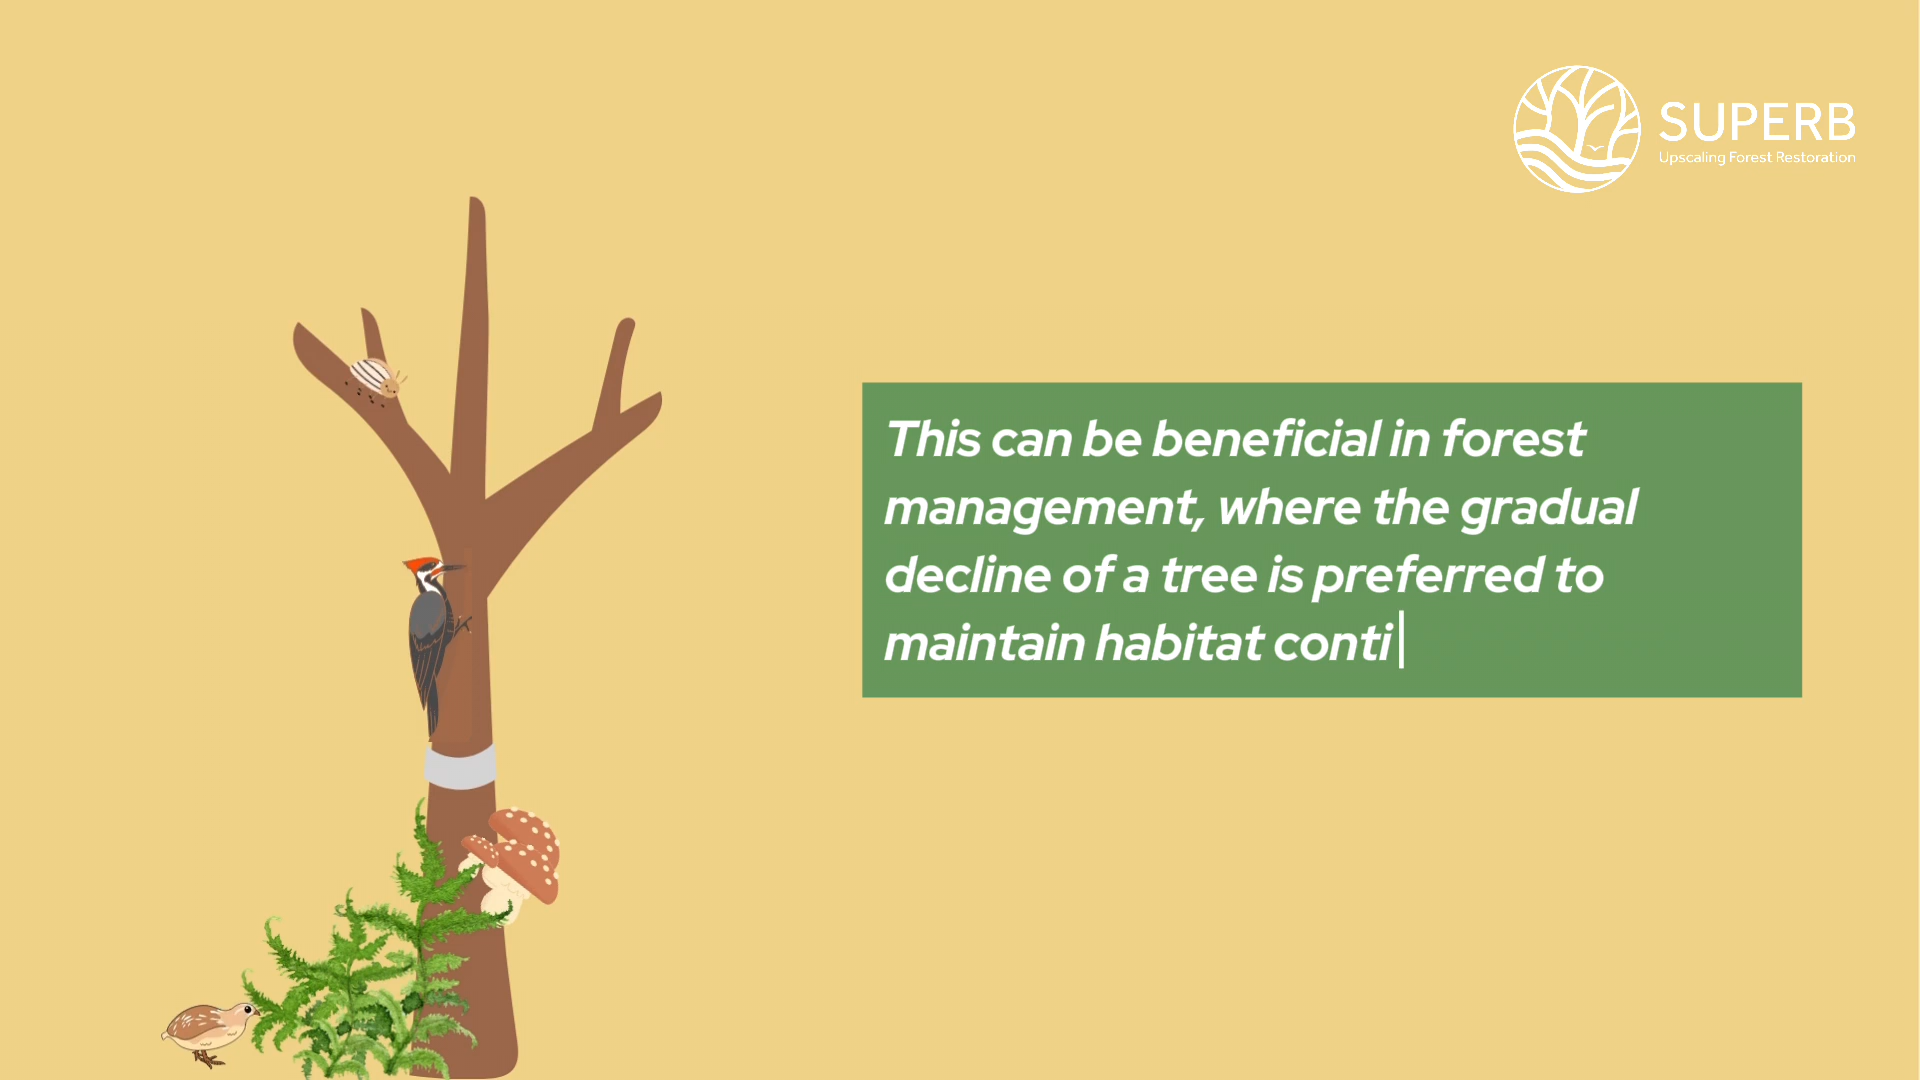 SUPERB
Upscaling Forest Restoration
This can be beneficial in forest
management, where the gradual
decline of a tree is preferred to
maintain habitat conti